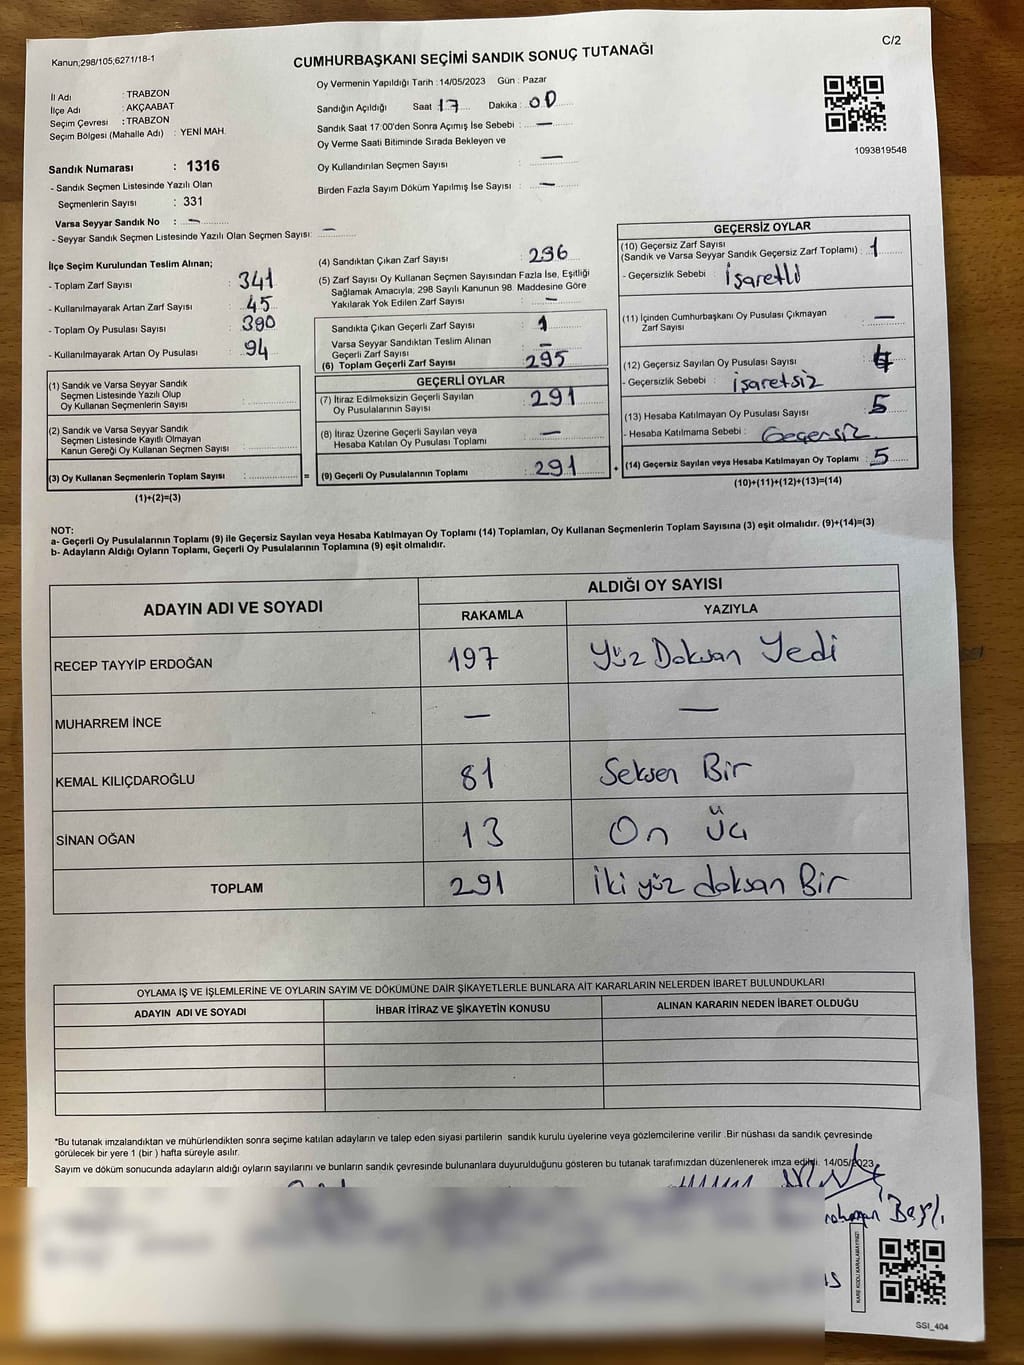 Kanun;298/105,6271/18-1
C/2
CUMHURBAŞKANI SEÇİMİ SANDIK SONUÇ TUTANAĞI
İl Adı : TRABZON
İlçe Adı : AKÇAABAT
Seçim Çevresi : TRABZON
Seçim Bölgesi (Mahalle Adı) : YENİ MAH.
Sandık Numarası : 1316
- Sandık Seçmen Listesinde Yazılı Olan
Seçmenlerin Sayısı : 331
Varsa Seyyar Sandık No : —
- Seyyar Sandık Seçmen Listesinde Yazılı Olan Seçmen Sayısı: —
Oy Vermenin Yapıldığı Tarih : 14/05/2023 Gün : Pazar
Sandığın Açıldığı Saat 17 Dakika : 00
Sandık Saat 17:00'den Sonra Açımış İse Sebebi : —
Oy Verme Saati Bitiminde Sırada Bekleyen ve
Oy Kullandırılan Seçmen Sayısı : —
Birden Fazla Sayım Döküm Yapılmış İse Sayısı : —
1093819548
İlçe Seçim Kurulundan Teslim Alınan;
- Toplam Zarf Sayısı : 341
- Kullanılmayarak Artan Zarf Sayısı : 45
- Toplam Oy Pusulası Sayısı : 390
- Kullanılmayarak Artan Oy Pusulası : 94
(1) Sandık ve Varsa Seyyar Sandık
Seçmen Listesinde Yazılı Olup
Oy Kullanan Seçmenlerin Sayısı :
(2) Sandık ve Varsa Seyyar Sandık
Seçmen Listesinde Kayıtlı Olmayan
Kanun Gereği Oy Kullanan Seçmen Sayısı :
(3) Oy Kullanan Seçmenlerin Toplam Sayısı :
=
(1)+(2)=(3)
(4) Sandıktan Çıkan Zarf Sayısı : 296
(5) Zarf Sayısı Oy Kullanan Seçmen Sayısından Fazla İse, Eşitliği
Sağlamak Amacıyla, 298 Sayılı Kanunun 98. Maddesine Göre
Yakılarak Yok Edilen Zarf Sayısı : —
Sandıkta Çıkan Geçerli Zarf Sayısı : 1
Varsa Seyyar Sandıktan Teslim Alınan
Geçerli Zarf Sayısı : —
(6) Toplam Geçerli Zarf Sayısı : 295
GEÇERLİ OYLAR
(7) İtiraz Edilmeksizin Geçerli Sayılan
Oy Pusulalarının Sayısı : 291
(8) İtiraz Üzerine Geçerli Sayılan veya
Hesaba Katılan Oy Pusulası Toplamı : —
(9) Geçerli Oy Pusulalarının Toplamı : 291
+
GEÇERSİZ OYLAR
(10) Geçersiz Zarf Sayısı
(Sandık ve Varsa Seyyar Sandık Geçersiz Zarf Toplamı) : 1
- Geçersizlik Sebebi : İşaretli
(11) İçinden Cumhurbaşkanı Oy Pusulası Çıkmayan
Zarf Sayısı : —
(12) Geçersiz Sayılan Oy Pusulası Sayısı : 4
- Geçersizlik Sebebi : işaretsiz
(13) Hesaba Katılmayan Oy Pusulası Sayısı : 5
- Hesaba Katılmama Sebebi : Geçersiz
(14) Geçersiz Sayılan veya Hesaba Katılmayan Oy Toplamı : 5
(10)+(11)+(12)+(13)=(14)
NOT:
a- Geçerli Oy Pusulalarının Toplamı (9) ile Geçersiz Sayılan veya Hesaba Katılmayan Oy Toplamı (14) Toplamları, Oy Kullanan Seçmenlerin Toplam Sayısına (3) eşit olmalıdır. (9)+(14)=(3)
b- Adayların Aldığı Oyların Toplamı, Geçerli Oy Pusulalarının Toplamına (9) eşit olmalıdır.
ADAYIN ADI VE SOYADI
ALDIĞI OY SAYISI
RAKAMLA YAZIYLA
RECEP TAYYİP ERDOĞAN 197 Yüz Doksan Yedi
MUHARREM İNCE — —
KEMAL KILIÇDAROĞLU 81 Seksen Bir
SİNAN OĞAN 13 On Üç
TOPLAM 291 İki yüz doksan Bir
OYLAMA İŞ VE İŞLEMLERİNE VE OYLARIN SAYIM VE DÖKÜMÜNE DAİR ŞİKAYETLERLE BUNLARA AİT KARARLARIN NELERDEN İBARET BULUNDUKLARI
ADAYIN ADI VE SOYADI İHBAR İTİRAZ VE ŞİKAYETİN KONUSU ALINAN KARARIN NEDEN İBARET OLDUĞU
*Bu tutanak imzalandıktan ve mühürlendikten sonra seçime katılan adayların ve talep eden siyasi partilerin sandık kurulu üyelerine veya gözlemcilerine verilir .Bir nüshası da sandık çevresinde
görülecek bir yere 1 (bir ) hafta süreyle asılır.
Sayım ve döküm sonucunda adayların aldığı oyların sayılarını ve bunların sandık çevresinde bulunanlara duyurulduğunu gösteren bu tutanak tarafımızdan düzenlenerek imza edildi. 14/05/2023
KARE KODU KARALAMAYINIZ!
SSI_404